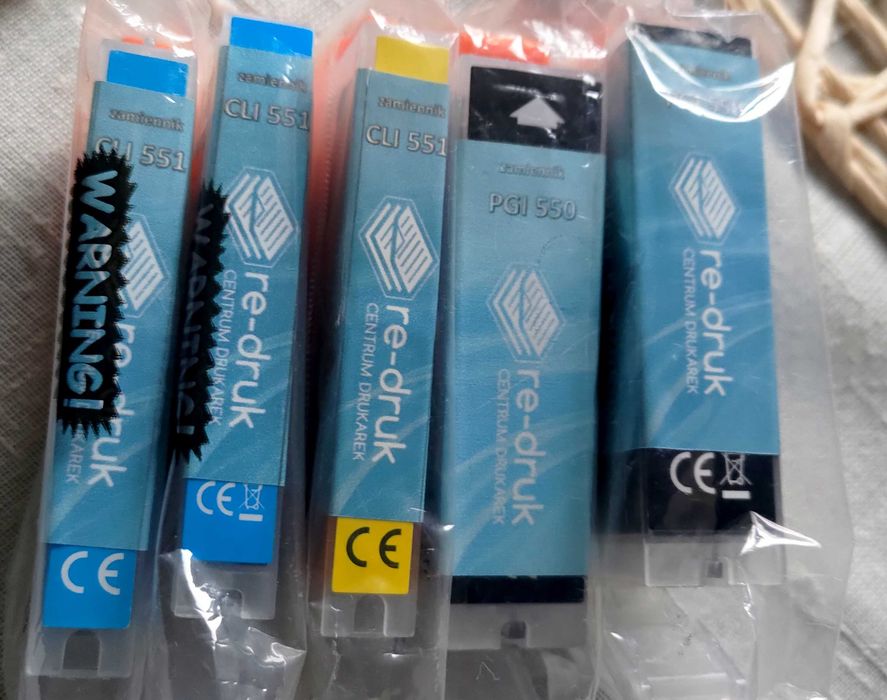 zamiennik
CLI 551
WARNING!
re-druk
CENTRUM DRUKAREK
CE
zamiennik
CLI 551
WARNING!
re-druk
CENTRUM DRUKAREK
CE
zamiennik
CLI 551
re-druk
CENTRUM DRUKAREK
CE
zamiennik
PGI 550
re-druk
CENTRUM DRUKAREK
re-druk
CENTRUM DRUKAREK
CE